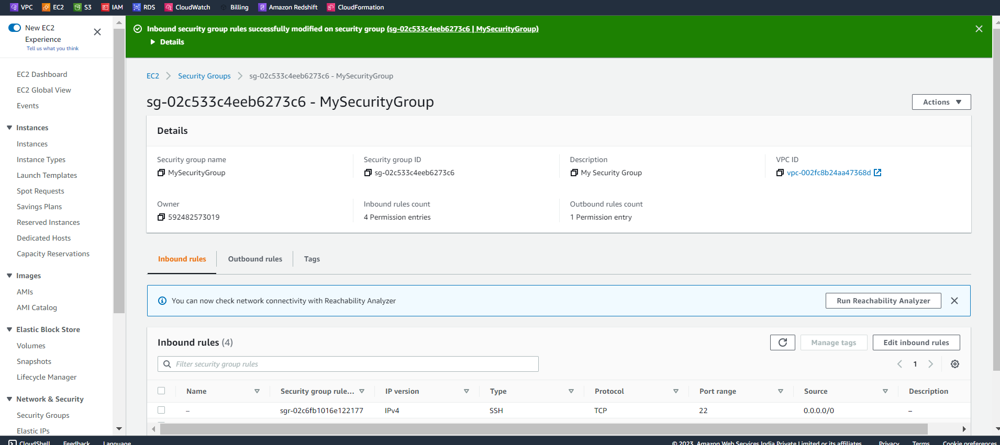 VPC EC2 S3 IAM RDS CloudWatch Billing Amazon Redshift CloudFormation
New EC2
Experience
Tell us what you think
EC2 Dashboard
EC2 Global View
Events
Instances
Instances
Instance Types
Launch Templates
Spot Requests
Savings Plans
Reserved Instances
Dedicated Hosts
Capacity Reservations
Images
AMIs
AMI Catalog
Elastic Block Store
Volumes
Snapshots
Lifecycle Manager
Network & Security
Security Groups
Elastic IPs
Inbound security group rules successfully modified on security group (sg-02c533c4eeb6273c6 | MySecurityGroup)
Details
EC2 Security Groups sg-02c533c4eeb6273c6 - MySecurityGroup
sg-02c533c4eeb6273c6 - MySecurityGroup
Actions
Details
Security group name Security group ID Description VPC ID
MySecurityGroup sg-02c533c4eeb6273c6 My Security Group vpc-002fc8b24aa47368d
Owner Inbound rules count Outbound rules count
592482573019 4 Permission entries 1 Permission entry
Inbound rules Outbound rules Tags
You can now check network connectivity with Reachability Analyzer Run Reachability Analyzer
Inbound rules (4) Manage tags Edit inbound rules
Filter security group rules 1
Name Security group rule... IP version Type Protocol Port range Source Description
– sgr-02c6fb1016e122177 IPv4 SSH TCP 22 0.0.0.0/0 –
CloudShell Feedback Language © 2023, Amazon Web Services India Private Limited or its affiliates. Privacy Terms Cookie preferences